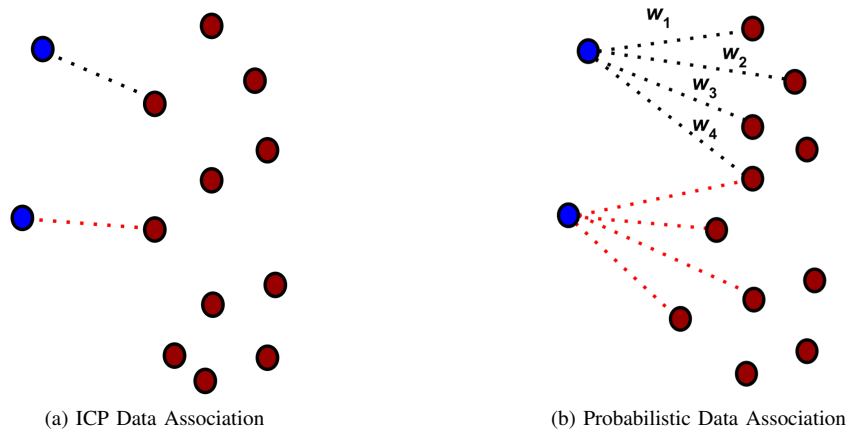 w1
w2
w3
w4
(a) ICP Data Association
(b) Probabilistic Data Association